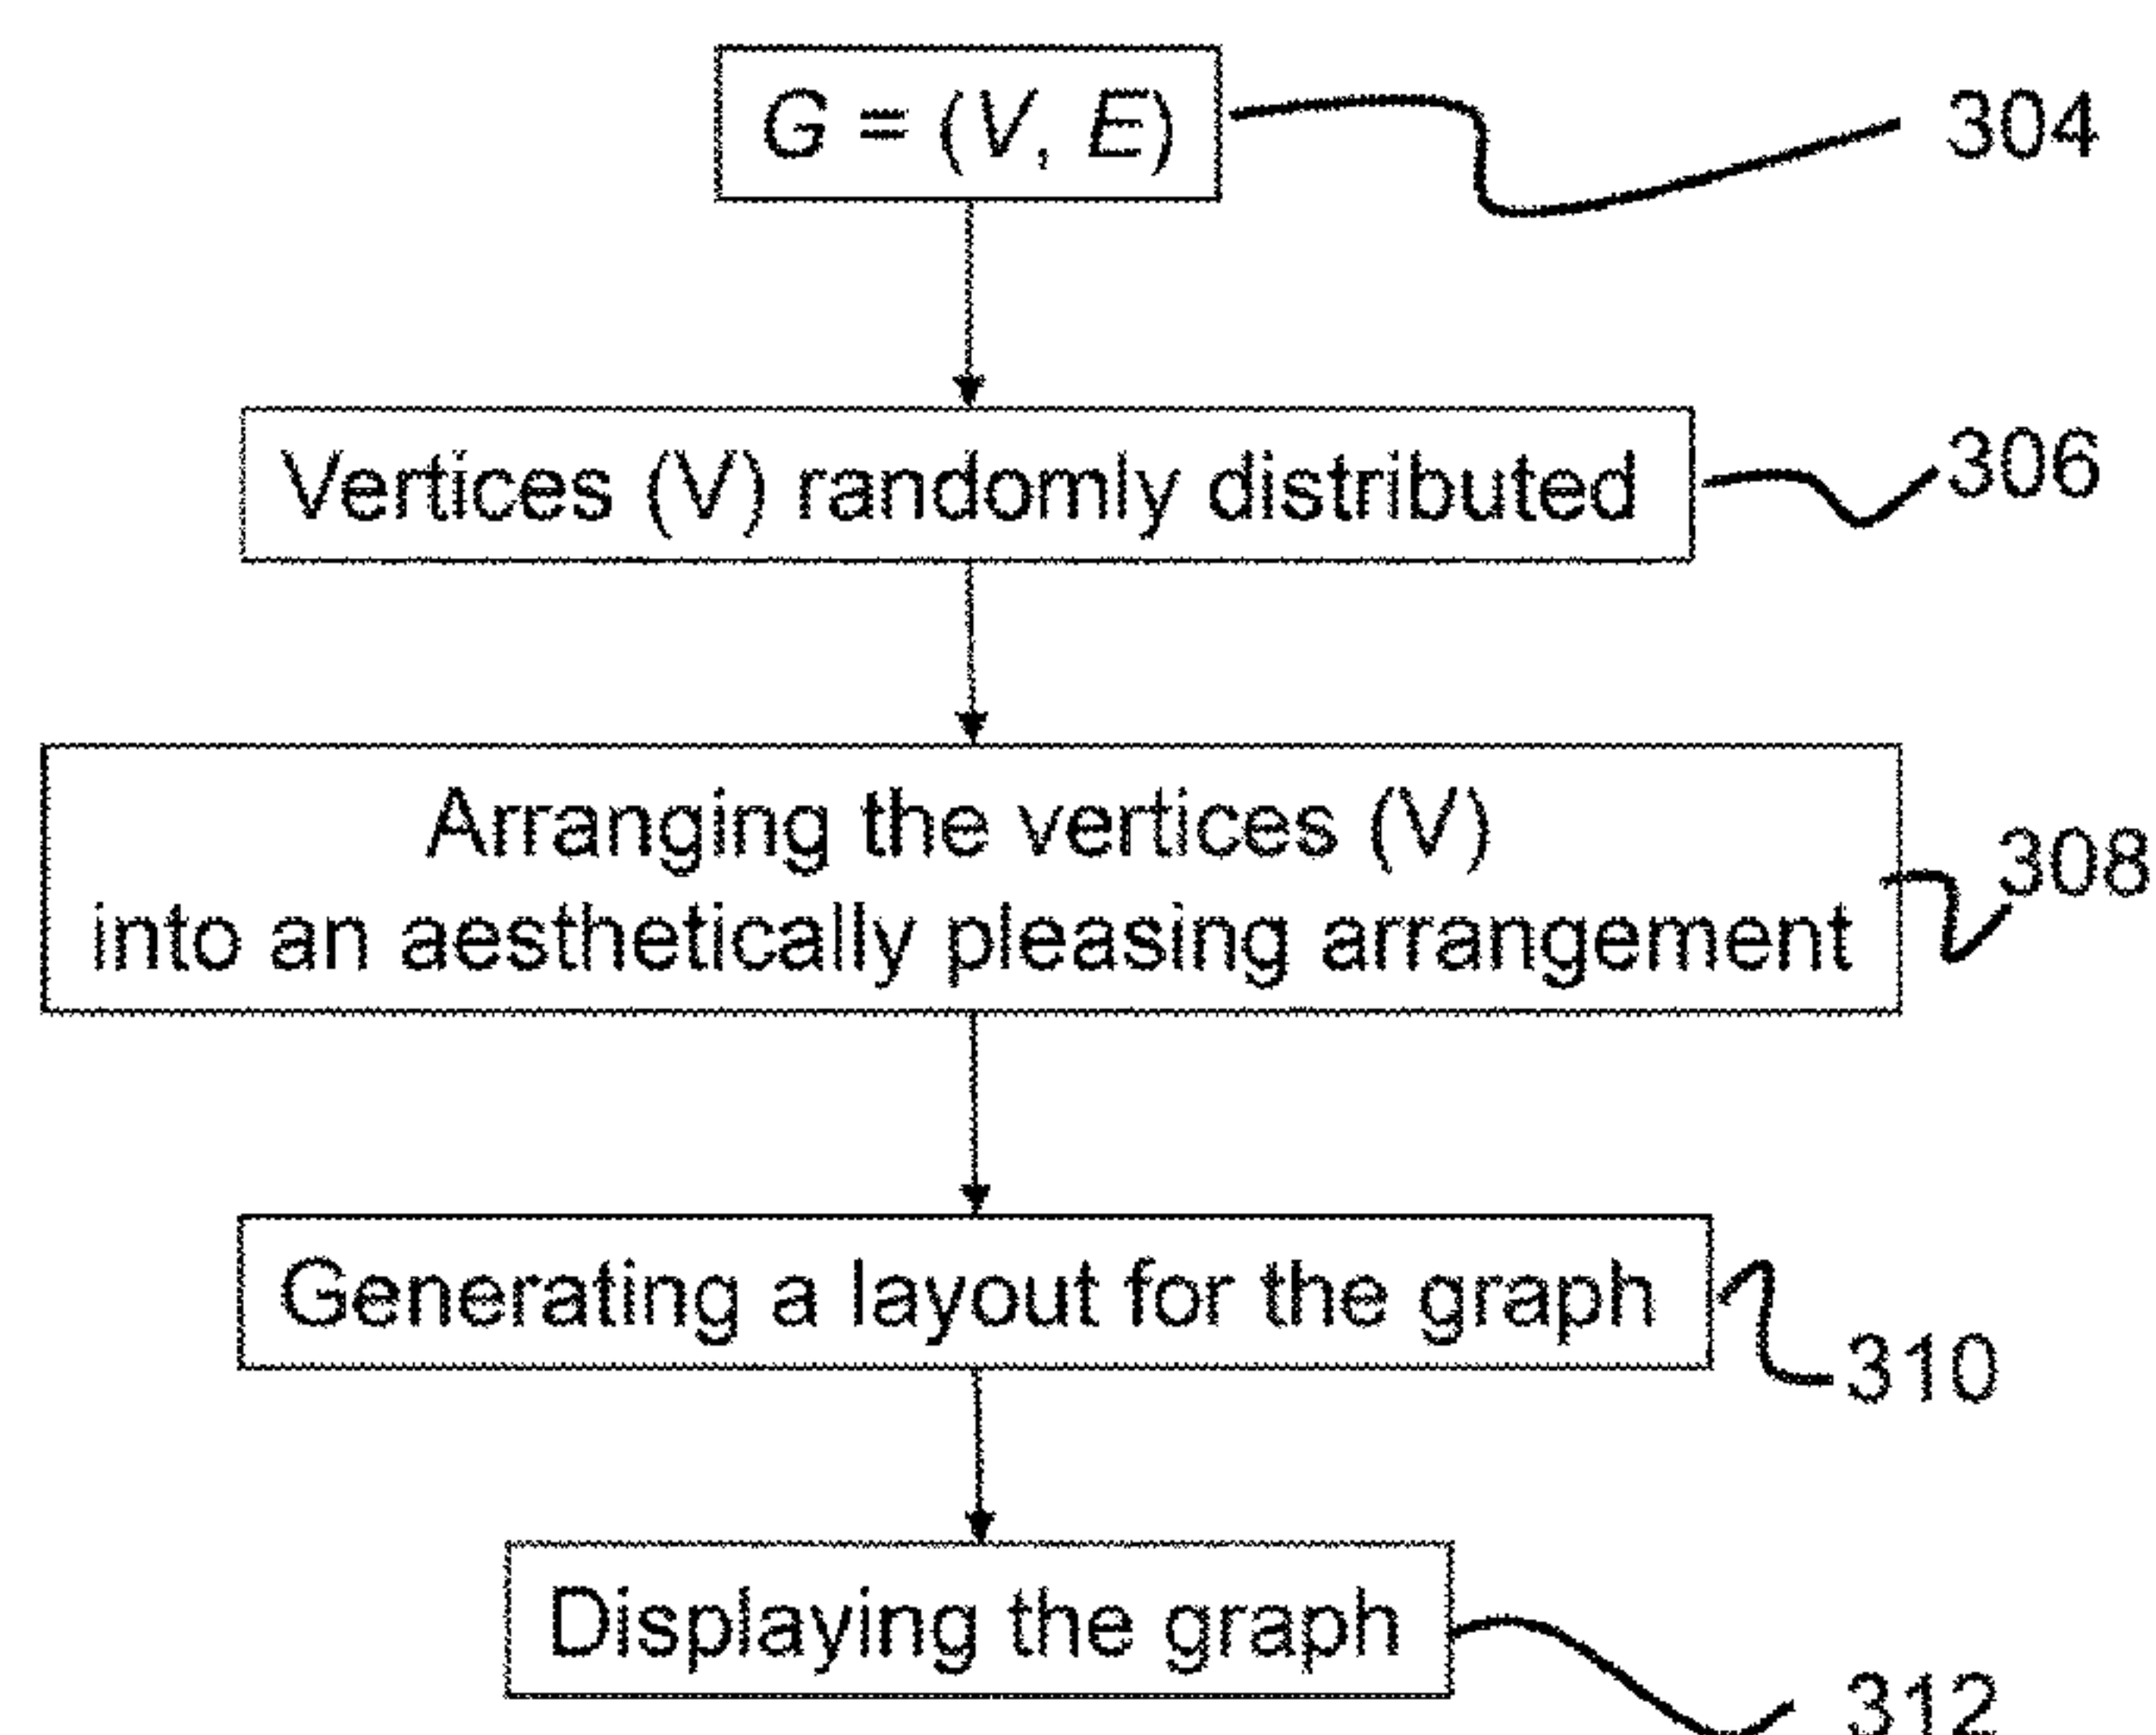 G = (V, E)
304
Vertices (V) randomly distributed
306
Arranging the vertices (V)
into an aesthetically pleasing arrangement
308
Generating a layout for the graph
310
Displaying the graph
312